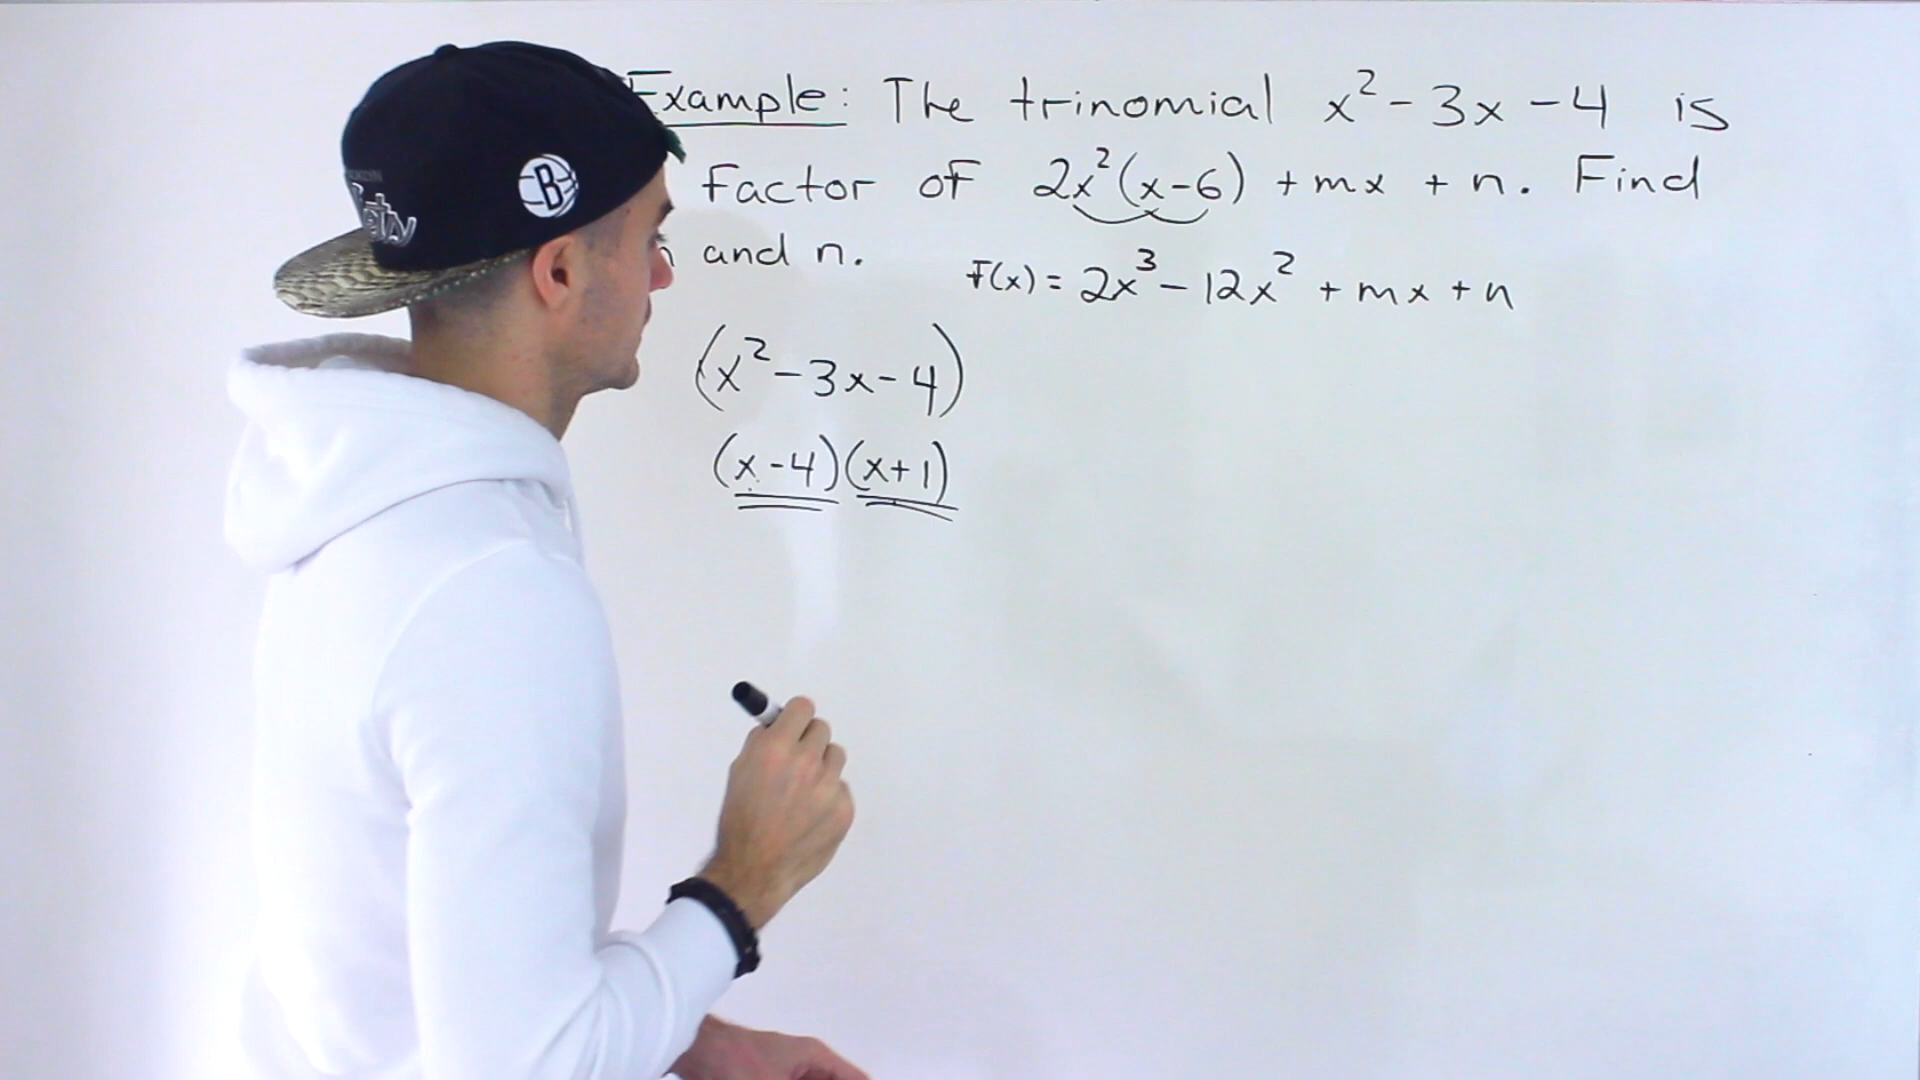 Example: The trinomial x² - 3x - 4 is
factor of 2x²(x-6) + mx + n. Find
and n.
f(x) = 2x³ - 12x² + mx + n
(x² - 3x - 4)
(x - 4)(x + 1)
B